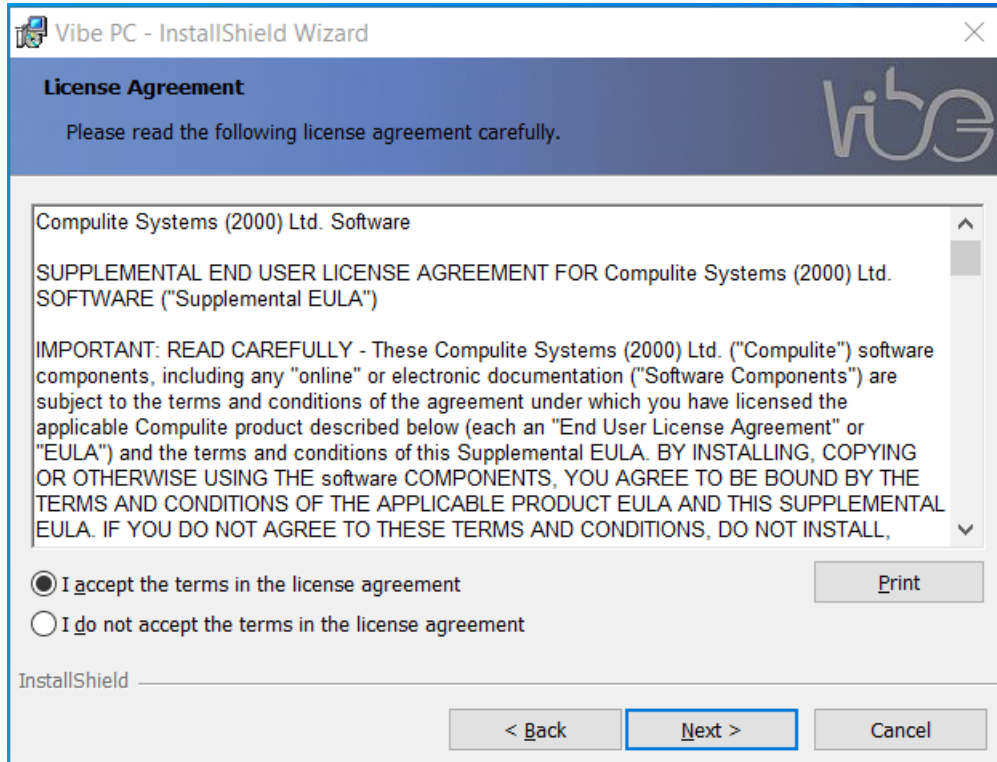 Vibe PC - InstallShield Wizard
License Agreement
Please read the following license agreement carefully.
Vibe
Compulite Systems (2000) Ltd. Software
SUPPLEMENTAL END USER LICENSE AGREEMENT FOR Compulite Systems (2000) Ltd.
SOFTWARE ("Supplemental EULA")
IMPORTANT: READ CAREFULLY - These Compulite Systems (2000) Ltd. ("Compulite") software
components, including any "online" or electronic documentation ("Software Components") are
subject to the terms and conditions of the agreement under which you have licensed the
applicable Compulite product described below (each an "End User License Agreement" or
"EULA") and the terms and conditions of this Supplemental EULA. BY INSTALLING, COPYING
OR OTHERWISE USING THE software COMPONENTS, YOU AGREE TO BE BOUND BY THE
TERMS AND CONDITIONS OF THE APPLICABLE PRODUCT EULA AND THIS SUPPLEMENTAL
EULA. IF YOU DO NOT AGREE TO THESE TERMS AND CONDITIONS, DO NOT INSTALL,
I accept the terms in the license agreement
Print
I do not accept the terms in the license agreement
InstallShield
< Back
Next >
Cancel